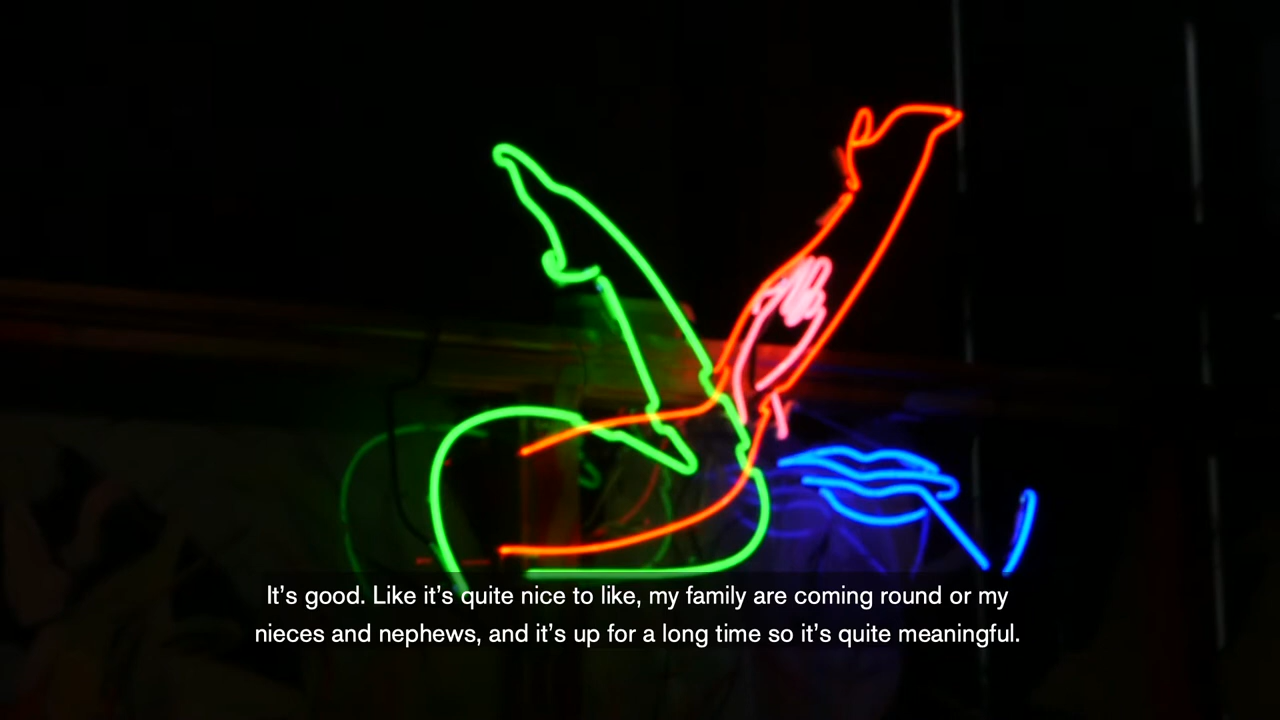 It’s good. Like it’s quite nice to like, my family are coming round or my
nieces and nephews, and it’s up for a long time so it’s quite meaningful.